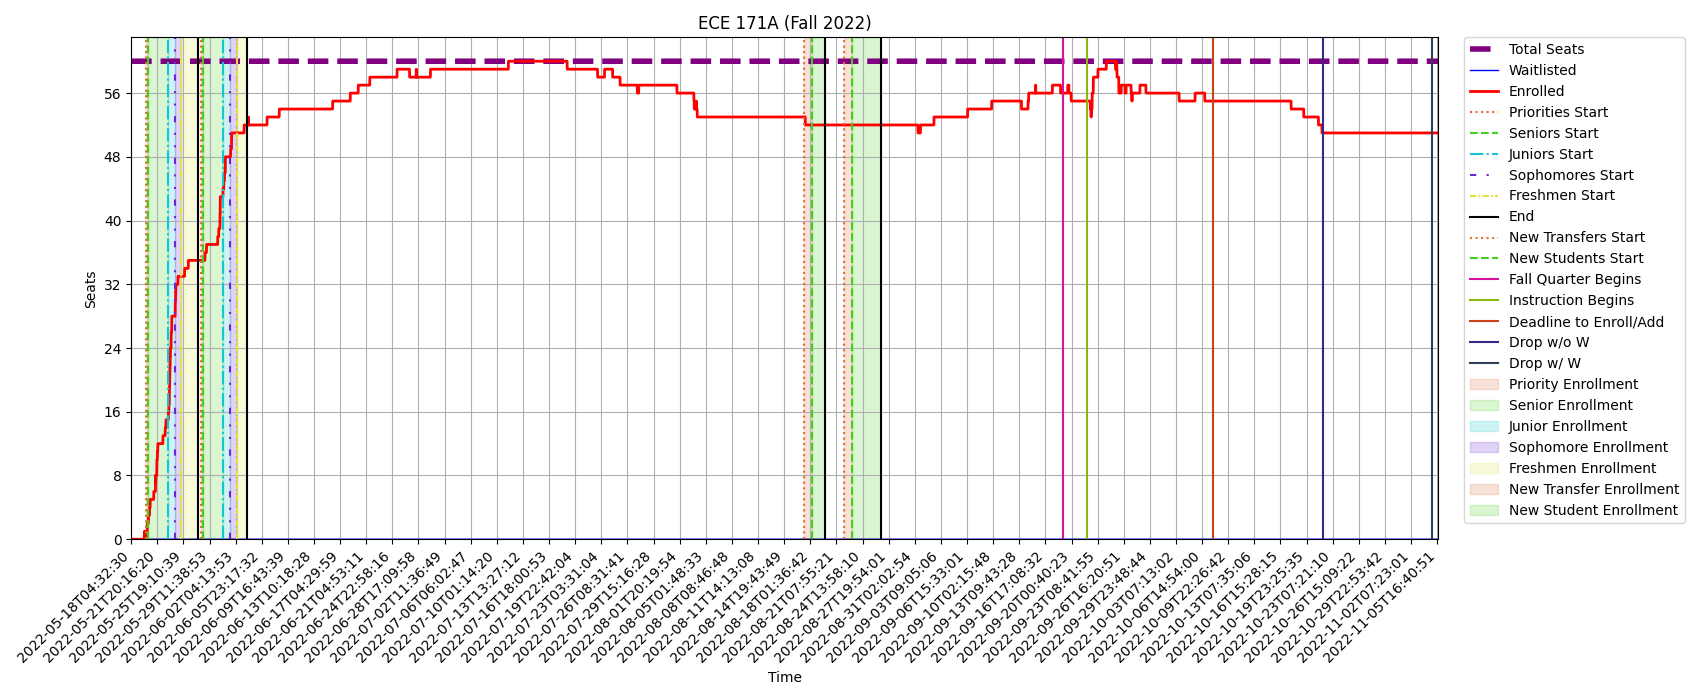 ECE 171A (Fall 2022)
Seats
56
48
40
32
24
16
8
0
2022-05-18T04:32:30
2022-05-21T20:16:20
2022-05-25T19:10:39
2022-05-29T11:38:53
2022-06-02T04:13:53
2022-06-05T23:17:32
2022-06-09T16:43:39
2022-06-13T10:18:28
2022-06-17T04:29:59
2022-06-21T04:53:11
2022-06-24T22:58:16
2022-06-28T17:09:58
2022-07-02T11:36:49
2022-07-06T06:02:47
2022-07-10T01:14:20
2022-07-13T13:27:12
2022-07-16T18:00:53
2022-07-19T22:42:04
2022-07-23T03:31:04
2022-07-26T08:31:41
2022-07-29T15:16:28
2022-08-01T20:19:54
2022-08-05T01:48:33
2022-08-08T08:46:48
2022-08-11T14:13:08
2022-08-14T19:43:49
2022-08-18T01:36:42
2022-08-21T07:55:21
2022-08-24T13:58:10
2022-08-27T19:54:01
2022-08-31T02:02:54
2022-09-03T09:05:06
2022-09-06T15:33:01
2022-09-10T02:15:48
2022-09-13T09:43:28
2022-09-16T17:08:32
2022-09-20T00:40:23
2022-09-23T08:41:55
2022-09-26T16:20:51
2022-09-29T23:48:44
2022-10-03T07:13:02
2022-10-06T14:54:00
2022-10-09T22:26:42
2022-10-13T07:35:06
2022-10-16T15:28:15
2022-10-19T23:25:35
2022-10-23T07:21:10
2022-10-26T15:09:22
2022-10-29T22:53:42
2022-11-02T07:23:01
2022-11-05T16:40:51
Time
Total Seats
Waitlisted
Enrolled
Priorities Start
Seniors Start
Juniors Start
Sophomores Start
Freshmen Start
End
New Transfers Start
New Students Start
Fall Quarter Begins
Instruction Begins
Deadline to Enroll/Add
Drop w/o W
Drop w/ W
Priority Enrollment
Senior Enrollment
Junior Enrollment
Sophomore Enrollment
Freshmen Enrollment
New Transfer Enrollment
New Student Enrollment